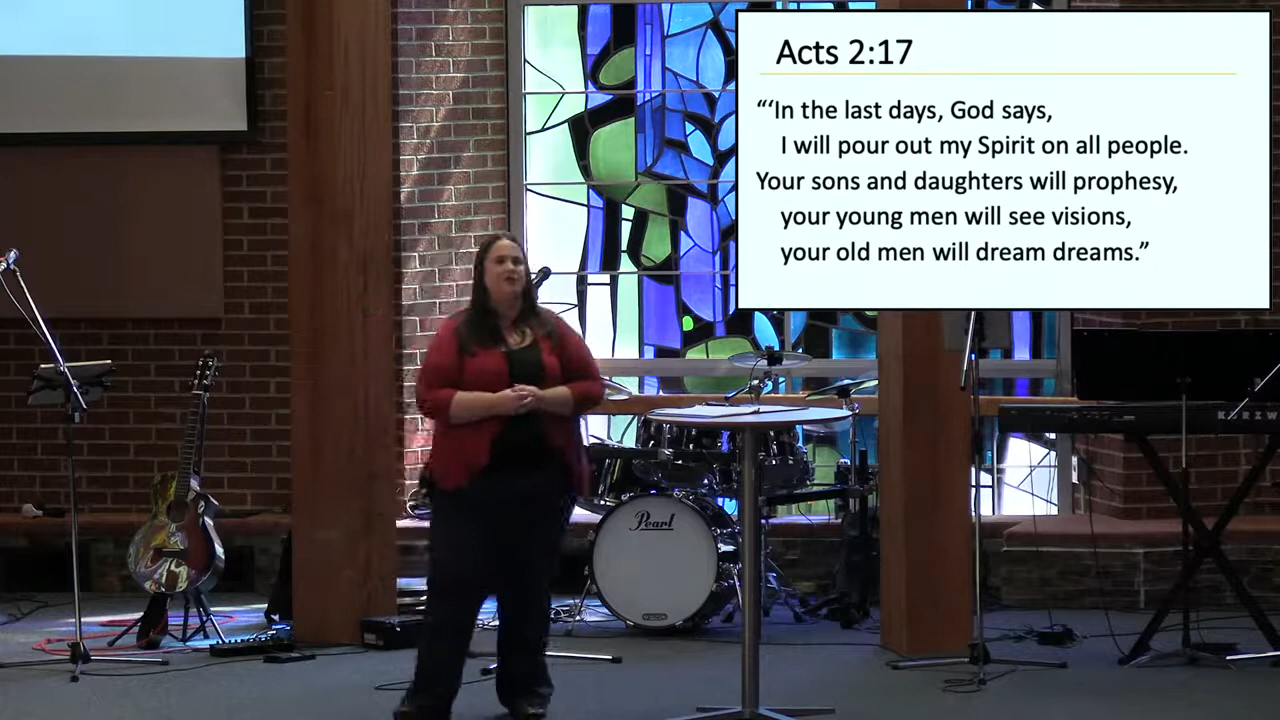 Acts 2:17
“‘In the last days, God says,
I will pour out my Spirit on all people.
Your sons and daughters will prophesy,
your young men will see visions,
your old men will dream dreams.”
Pearl